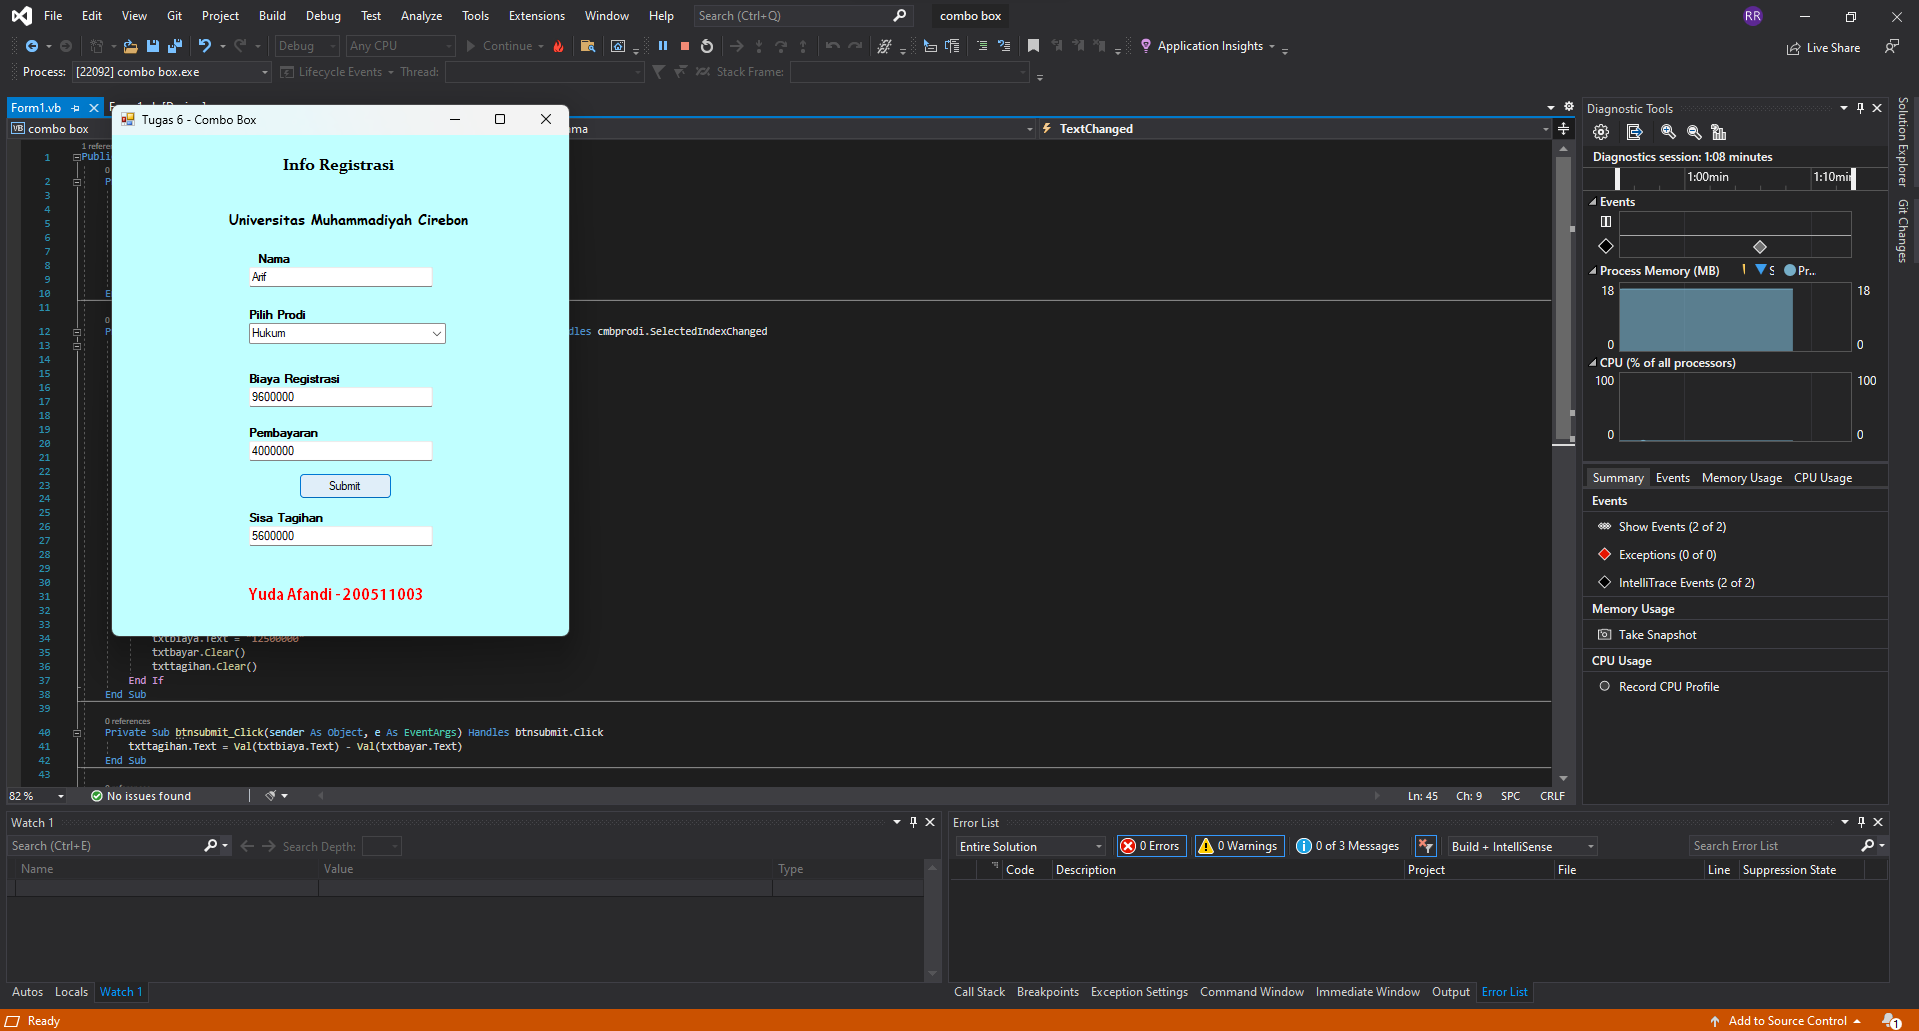 File Edit View Git Project Build Debug Test Analyze Tools Extensions Window Help Search (Ctrl+Q) combo box RR
Debug Any CPU Continue Application Insights Live Share
Process: [22092] combo box.exe Lifecycle Events Thread: Stack Frame:
Form1.vb
combo box
TextChanged
Tugas 6 - Combo Box
Info Registrasi
Universitas Muhammadiyah Cirebon
Nama
Arif
Pilih Prodi
Hukum
Biaya Registrasi
9600000
Pembayaran
4000000
Submit
Sisa Tagihan
5600000
Yuda Afandi - 200511003
1
2
3
4
5
6
7
8
9
10
11
12 cmbprodi.SelectedIndexChanged
13
14
15
16
17
18
19
20
21
22
23
24
25
26
27
28
29
30
31
32
33
34 txtbiaya.Text = "12500000"
35 txtbayar.Clear()
36 txttagihan.Clear()
37 End If
38 End Sub
39
0 references
40 Private Sub btnsubmit_Click(sender As Object, e As EventArgs) Handles btnsubmit.Click
41 txttagihan.Text = Val(txtbiaya.Text) - Val(txtbayar.Text)
42 End Sub
43
82 % No issues found Ln: 45 Ch: 9 SPC CRLF
Diagnostic Tools
Diagnostics session: 1:08 minutes
1:00min 1:10min
Events
Process Memory (MB) S Pr...
18 18
0 0
CPU (% of all processors)
100 100
0 0
Summary Events Memory Usage CPU Usage
Events
Show Events (2 of 2)
Exceptions (0 of 0)
IntelliTrace Events (2 of 2)
Memory Usage
Take Snapshot
CPU Usage
Record CPU Profile
Solution Explorer
Git Changes
Watch 1
Search (Ctrl+E) Search Depth:
Name Value Type
Autos Locals Watch 1
Error List
Entire Solution 0 Errors 0 Warnings 0 of 3 Messages Build + IntelliSense Search Error List
Code Description Project File Line Suppression State
Call Stack Breakpoints Exception Settings Command Window Immediate Window Output Error List
Ready Add to Source Control 1